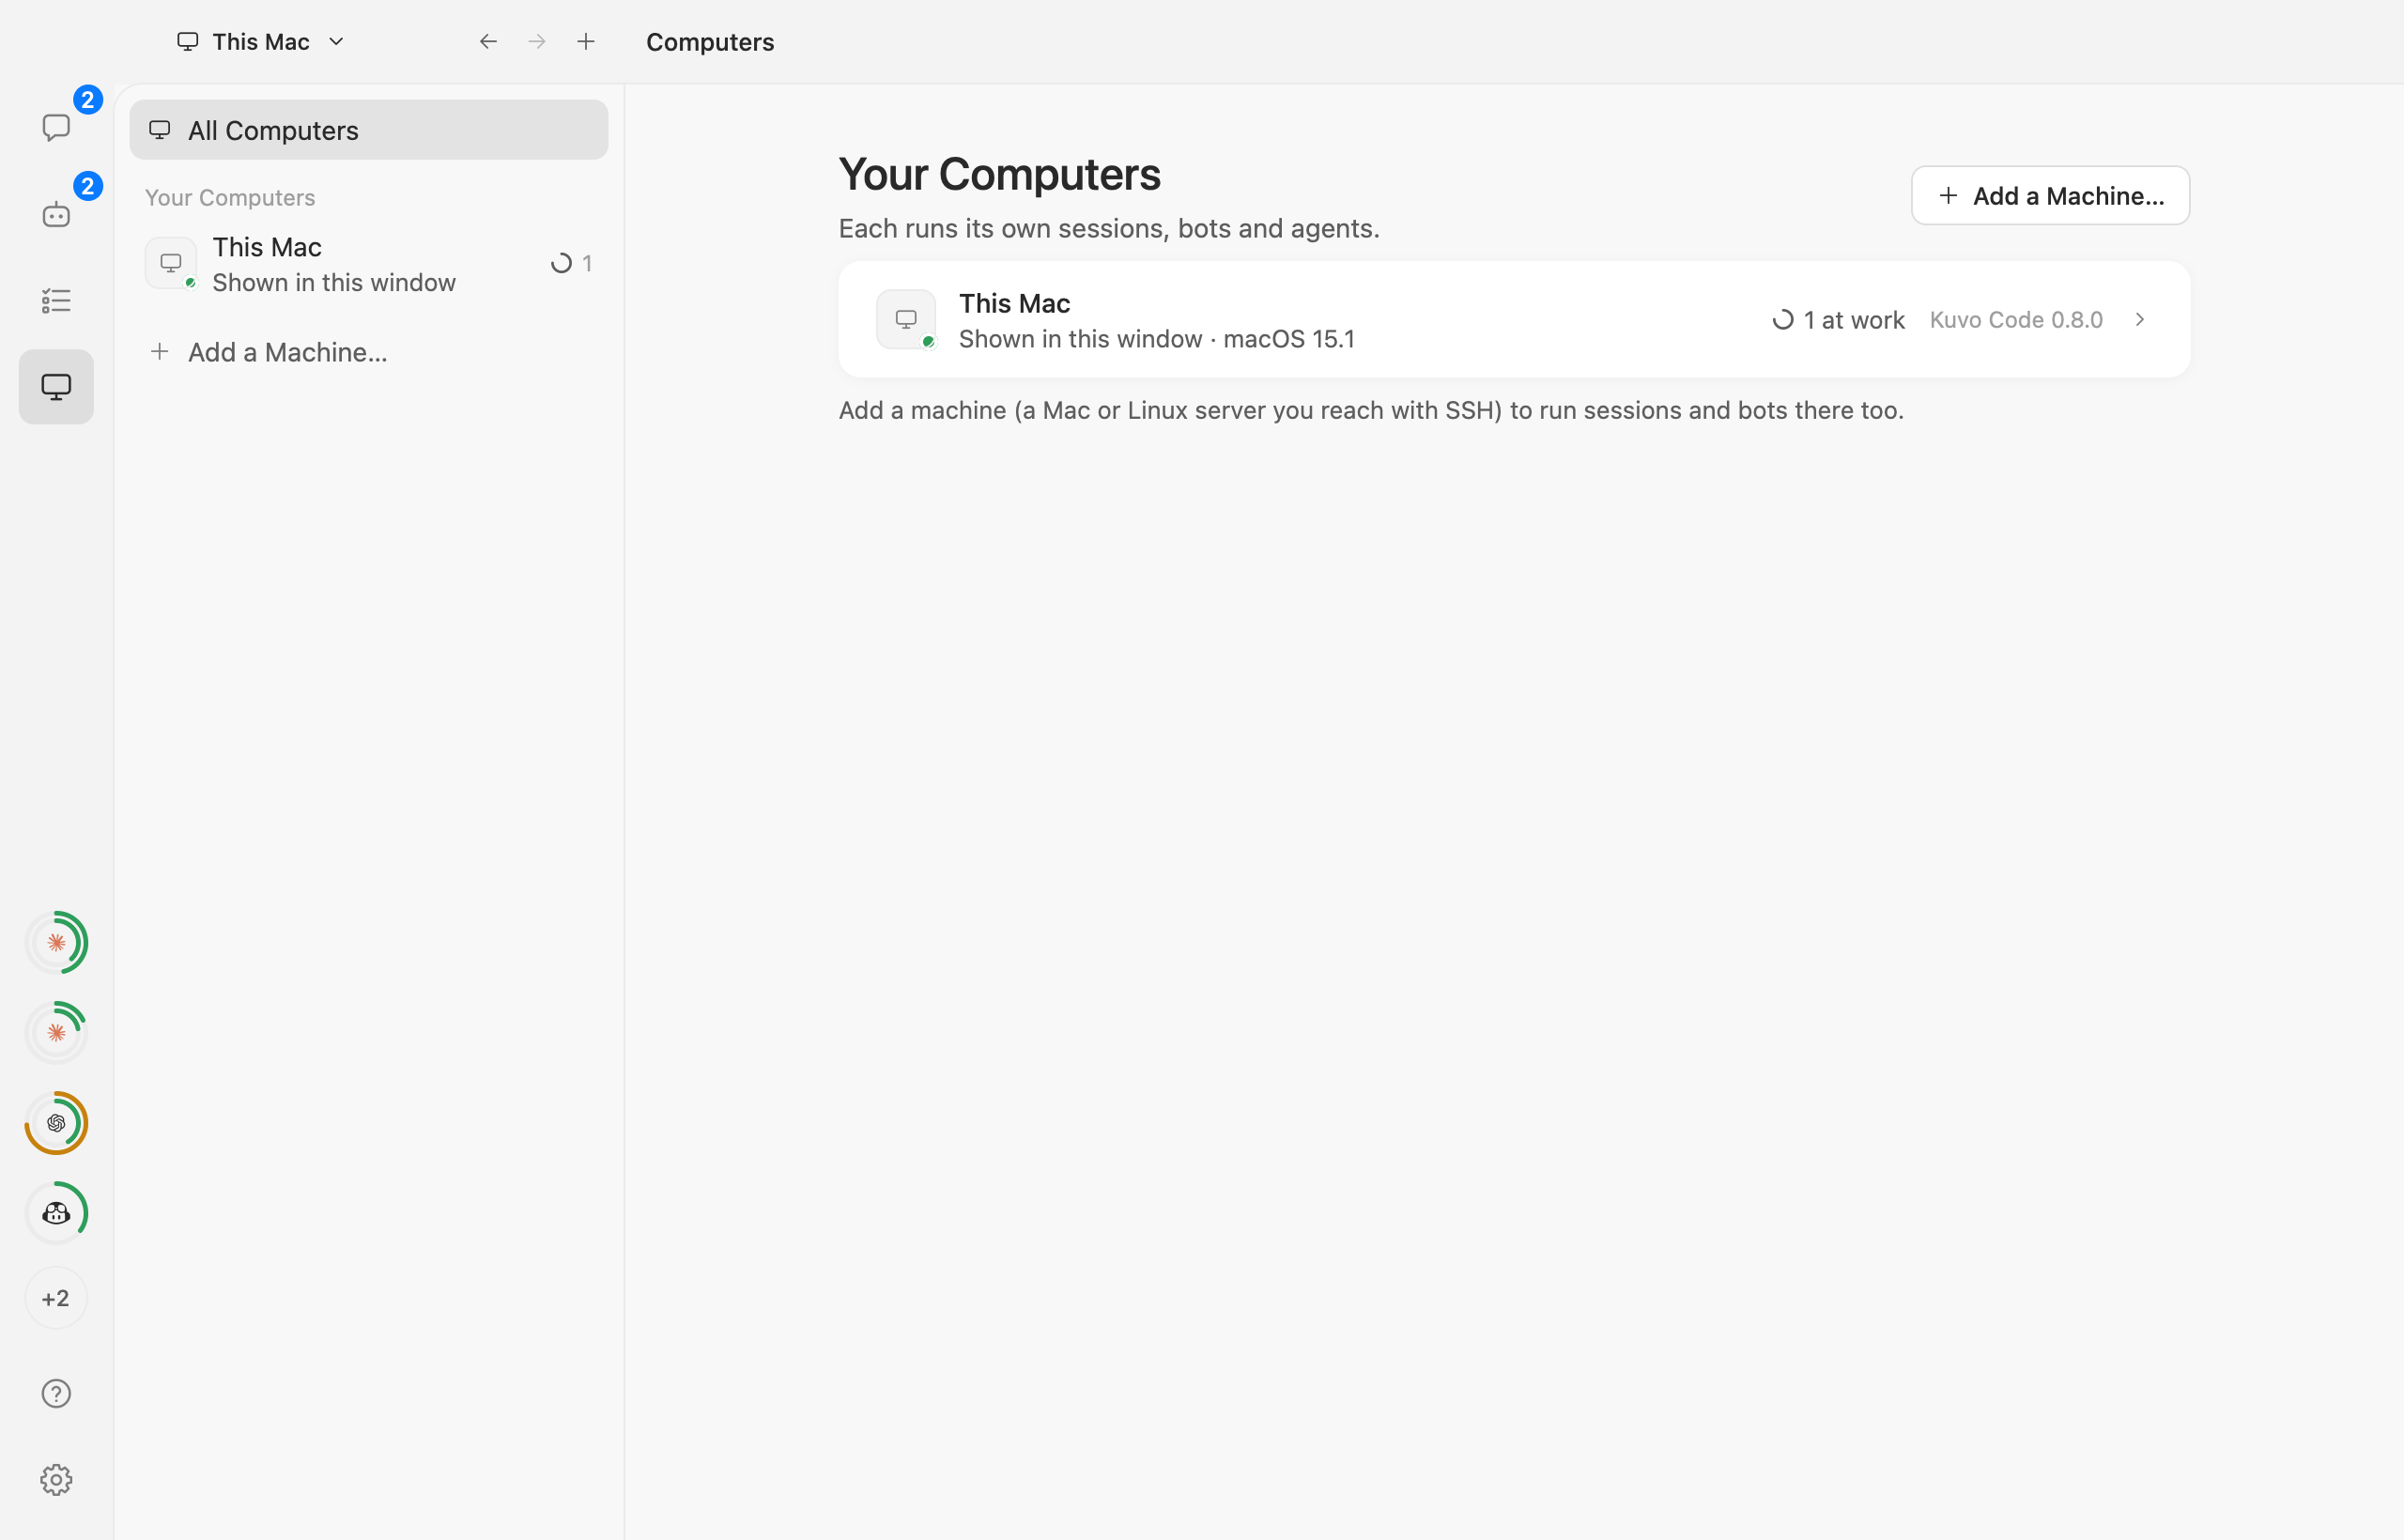 This Mac
Computers
2
2
All Computers
Your Computers
This Mac
Shown in this window
1
Add a Machine...
Your Computers
Each runs its own sessions, bots and agents.
Add a Machine...
This Mac
Shown in this window · macOS 15.1
1 at work
Kuvo Code 0.8.0
Add a machine (a Mac or Linux server you reach with SSH) to run sessions and bots there too.
+2